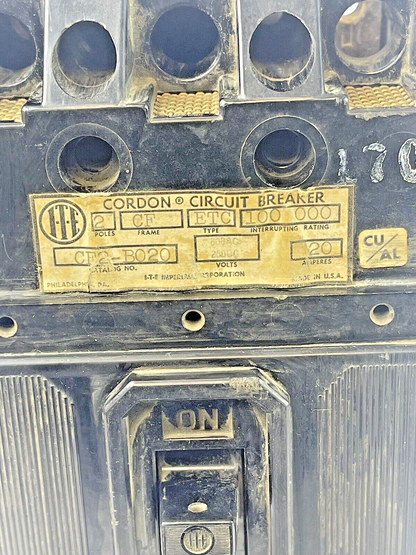 170
I-T-E
CORDON® CIRCUIT BREAKER
2 CF ETC 100 000
POLES FRAME TYPE INTERRUPTING RATING
CF2-B020 20
CATALOG NO. VOLTS AMPERES
I-T-E IMPERIAL CORPORATION
PHILADELPHIA, PA. MADE IN U.S.A.
CU/AL
ON
I-T-E